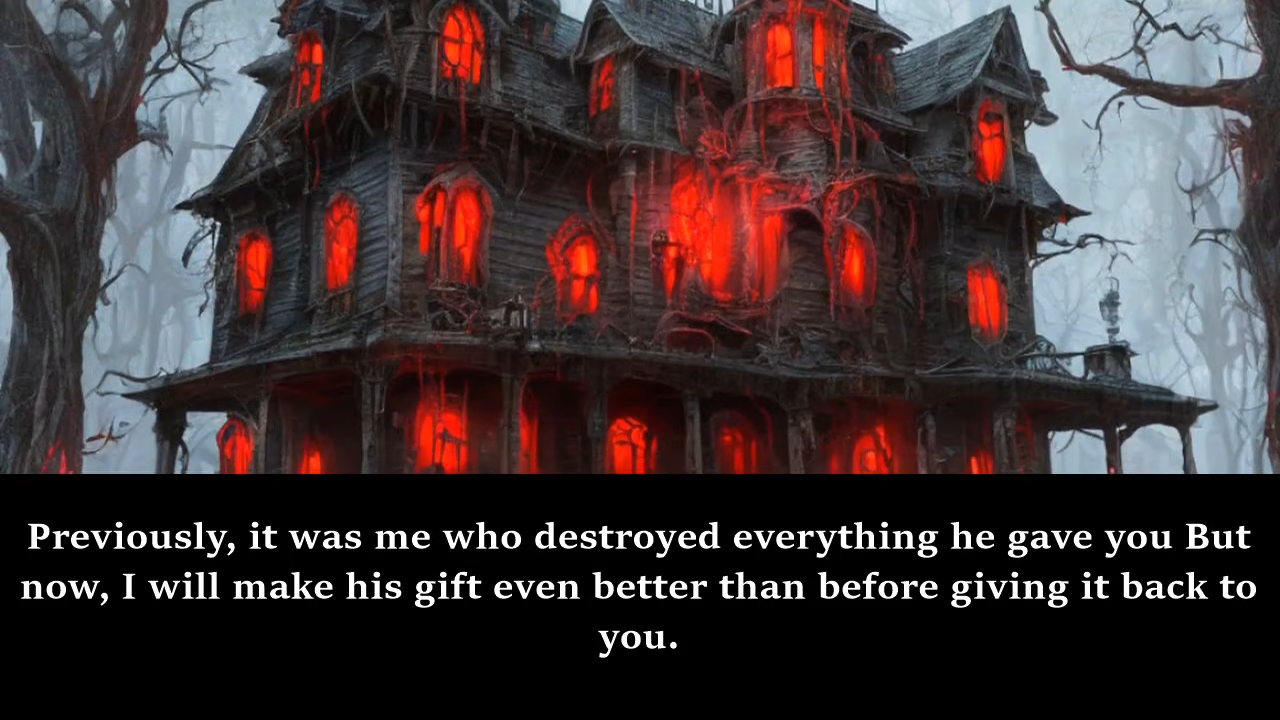 Previously, it was me who destroyed everything he gave you But
now, I will make his gift even better than before giving it back to
you.